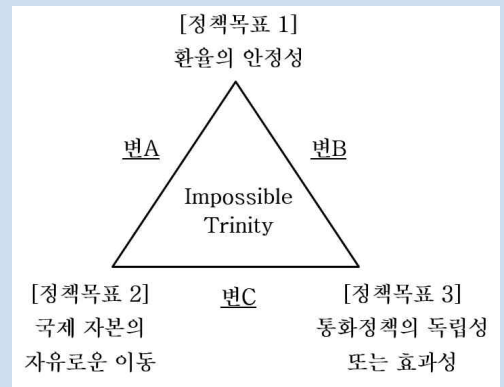 [정책목표 1]
환율의 안정성
변A
변B
Impossible
Trinity
[정책목표 2]
국제 자본의
자유로운 이동
변C
[정책목표 3]
통화정책의 독립성
또는 효과성